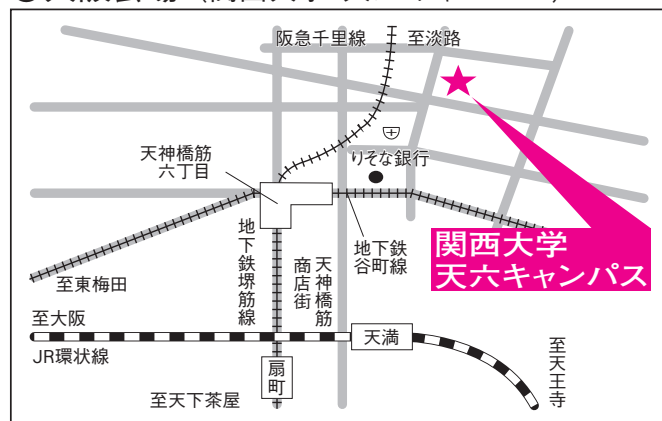 阪急千里線
至淡路
天神橋筋
六丁目
りそな銀行
関西大学
天六キャンパス
地下鉄
谷町線
地下鉄堺筋線
天神橋筋
商店街
至東梅田
至大阪
JR環状線
天満
扇町
至天下茶屋
至天王寺